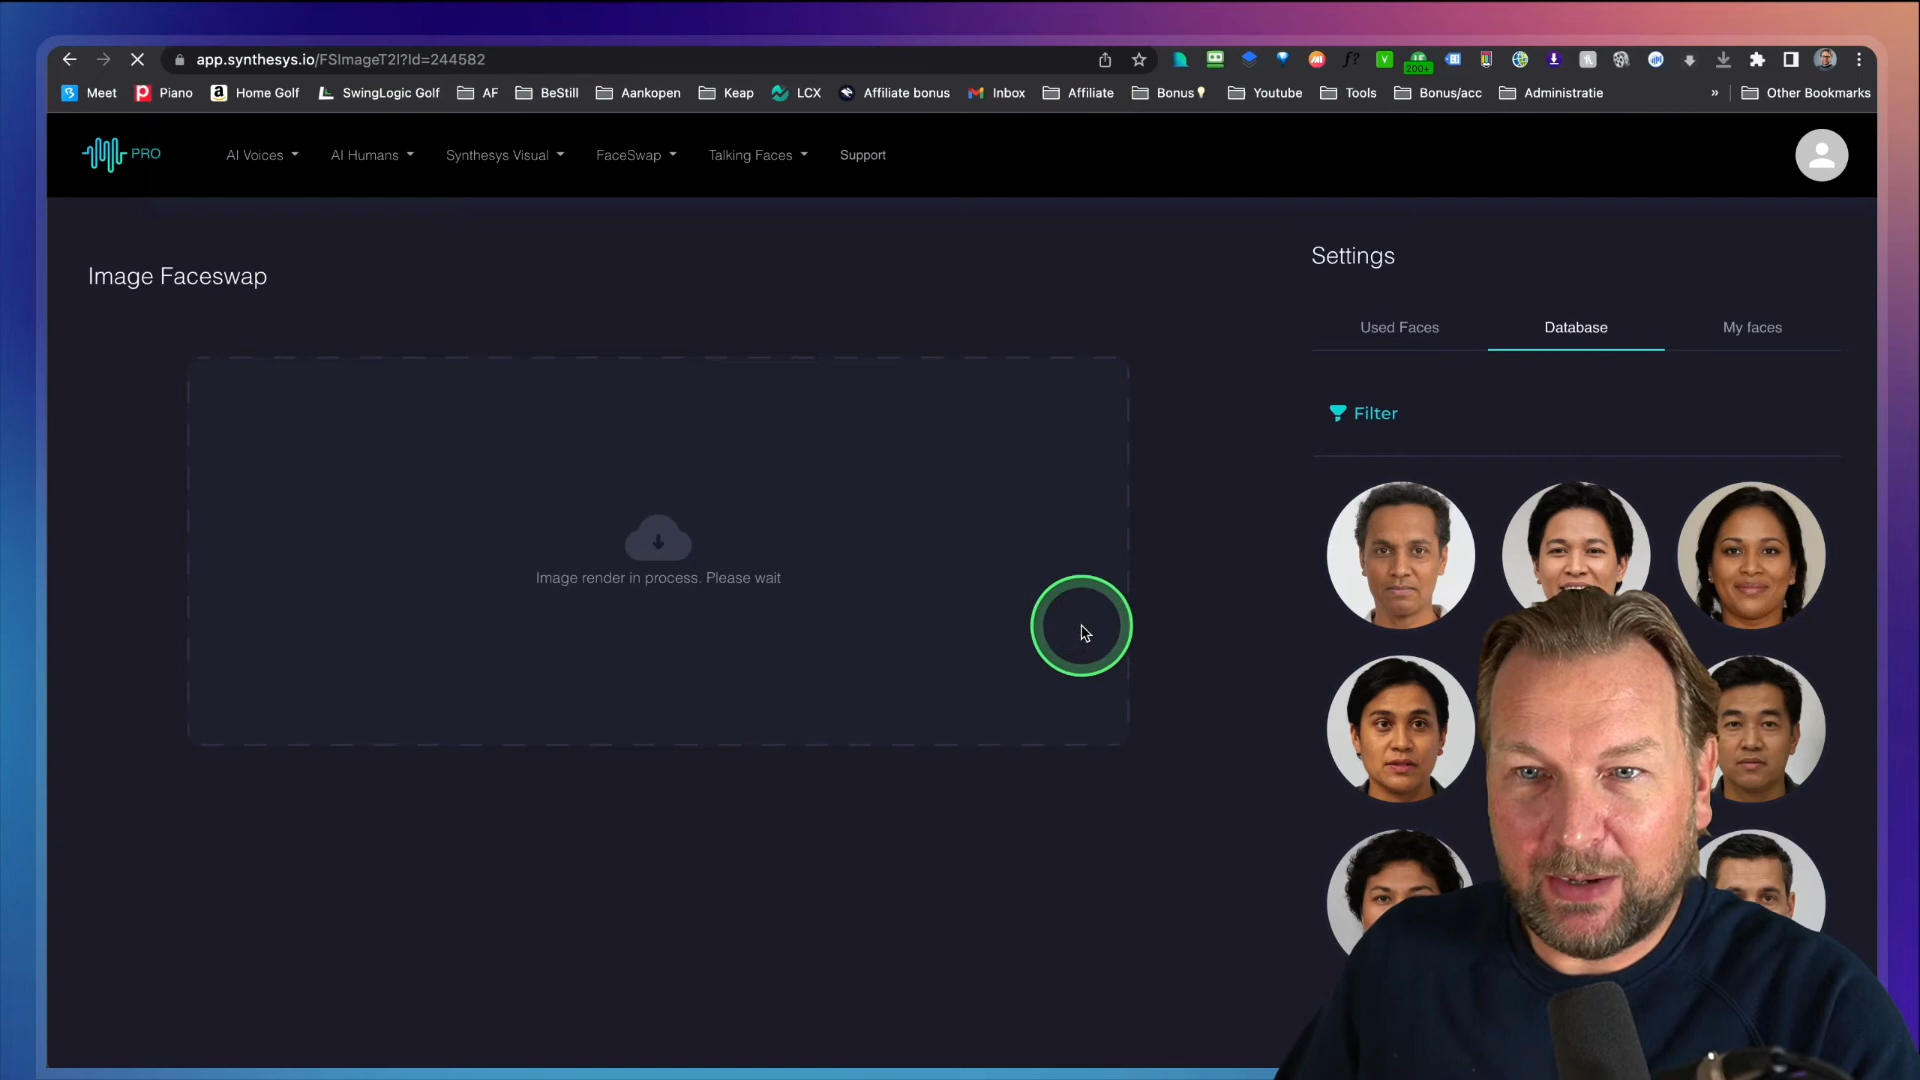 app.synthesys.io/FSImageT2I?Id=244582
200+
Meet Piano Home Golf SwingLogic Golf AF BeStill Aankopen Keap LCX Affiliate bonus Inbox Affiliate Bonus Youtube Tools Bonus/acc Administratie » Other Bookmarks
PRO AI Voices AI Humans Synthesys Visual FaceSwap Talking Faces Support
Settings
Image Faceswap
Used Faces Database My faces
Filter
Image render in process. Please wait